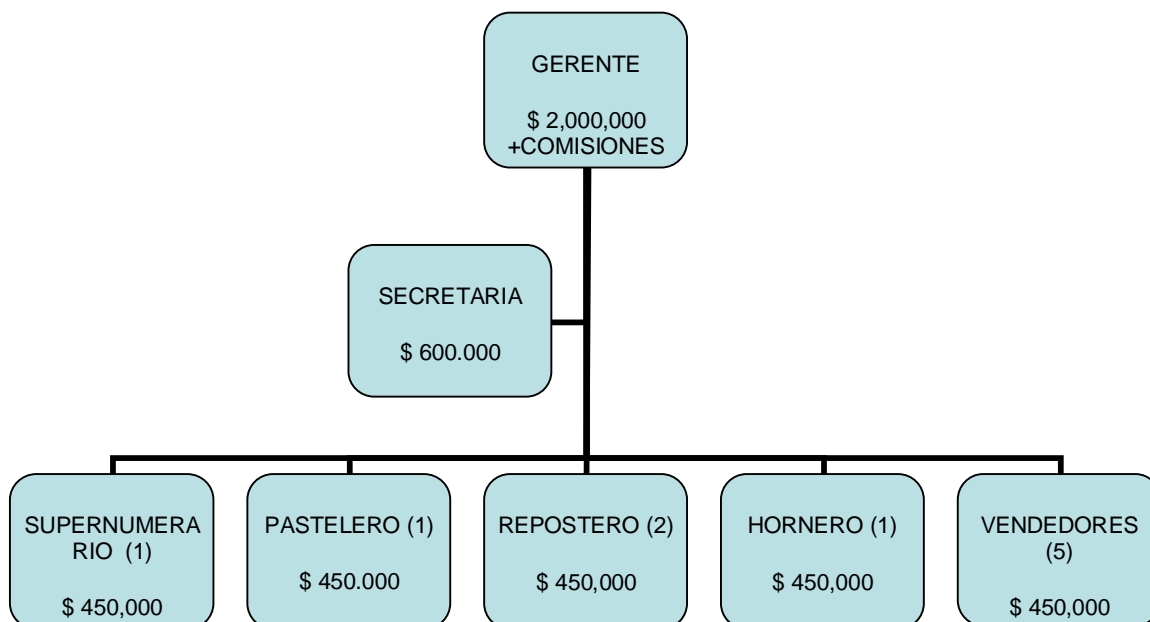 GERENTE
$ 2,000,000
+COMISIONES
SECRETARIA
$ 600.000
SUPERNUMERA
RIO (1)
$ 450,000
PASTELERO (1)
$ 450.000
REPOSTERO (2)
$ 450,000
HORNERO (1)
$ 450,000
VENDEDORES
(5)
$ 450,000